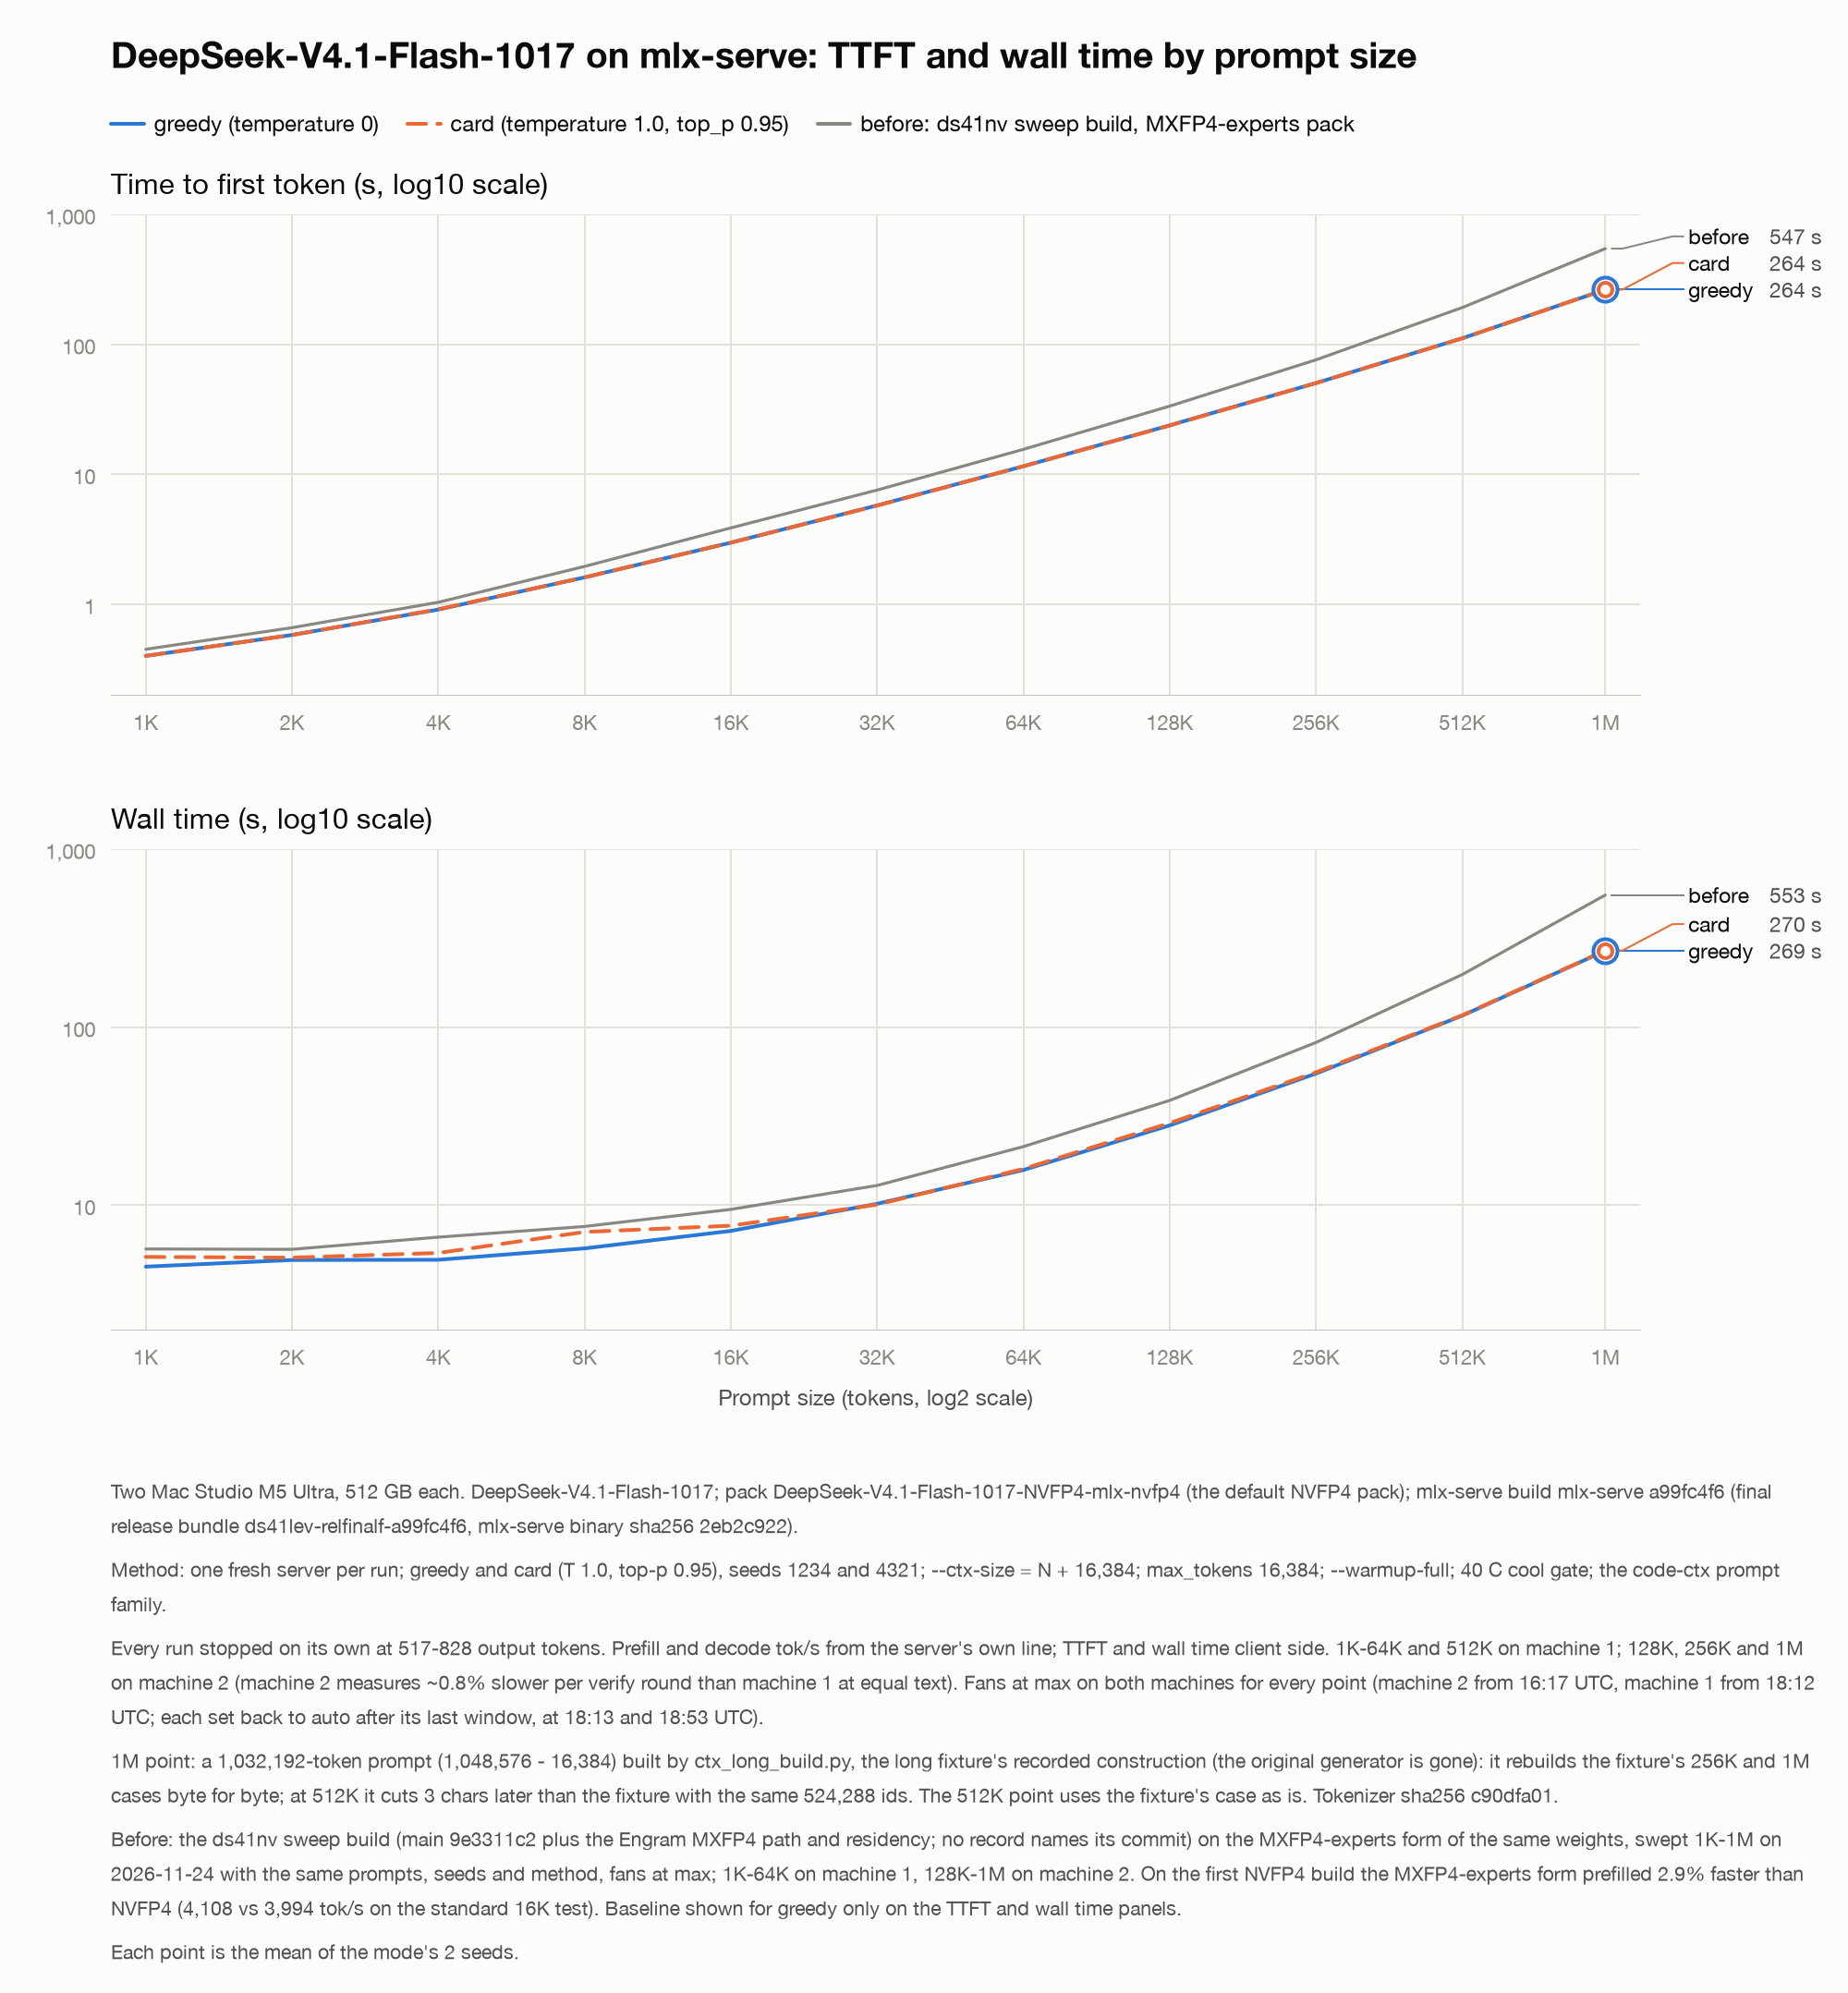 DeepSeek-V4.1-Flash-1017 on mlx-serve: TTFT and wall time by prompt size
greedy (temperature 0) card (temperature 1.0, top_p 0.95) before: ds41nv sweep build, MXFP4-experts pack
Time to first token (s, log10 scale)
1,000
100
10
1
before 547 s
card 264 s
greedy 264 s
1K 2K 4K 8K 16K 32K 64K 128K 256K 512K 1M
Wall time (s, log10 scale)
1,000
100
10
before 553 s
card 270 s
greedy 269 s
1K 2K 4K 8K 16K 32K 64K 128K 256K 512K 1M
Prompt size (tokens, log2 scale)
Two Mac Studio M5 Ultra, 512 GB each. DeepSeek-V4.1-Flash-1017; pack DeepSeek-V4.1-Flash-1017-NVFP4-mlx-nvfp4 (the default NVFP4 pack); mlx-serve build mlx-serve a99fc4f6 (final
release bundle ds41lev-relfinalf-a99fc4f6, mlx-serve binary sha256 2eb2c922).
Method: one fresh server per run; greedy and card (T 1.0, top-p 0.95), seeds 1234 and 4321; --ctx-size = N + 16,384; max_tokens 16,384; --warmup-full; 40 C cool gate; the code-ctx prompt
family.
Every run stopped on its own at 517-828 output tokens. Prefill and decode tok/s from the server's own line; TTFT and wall time client side. 1K-64K and 512K on machine 1; 128K, 256K and 1M
on machine 2 (machine 2 measures ~0.8% slower per verify round than machine 1 at equal text). Fans at max on both machines for every point (machine 2 from 16:17 UTC, machine 1 from 18:12
UTC; each set back to auto after its last window, at 18:13 and 18:53 UTC).
1M point: a 1,032,192-token prompt (1,048,576 - 16,384) built by ctx_long_build.py, the long fixture's recorded construction (the original generator is gone): it rebuilds the fixture's 256K and 1M
cases byte for byte; at 512K it cuts 3 chars later than the fixture with the same 524,288 ids. The 512K point uses the fixture's case as is. Tokenizer sha256 c90dfa01.
Before: the ds41nv sweep build (main 9e3311c2 plus the Engram MXFP4 path and residency; no record names its commit) on the MXFP4-experts form of the same weights, swept 1K-1M on
2026-11-24 with the same prompts, seeds and method, fans at max; 1K-64K on machine 1, 128K-1M on machine 2. On the first NVFP4 build the MXFP4-experts form prefilled 2.9% faster than
NVFP4 (4,108 vs 3,994 tok/s on the standard 16K test). Baseline shown for greedy only on the TTFT and wall time panels.
Each point is the mean of the mode's 2 seeds.